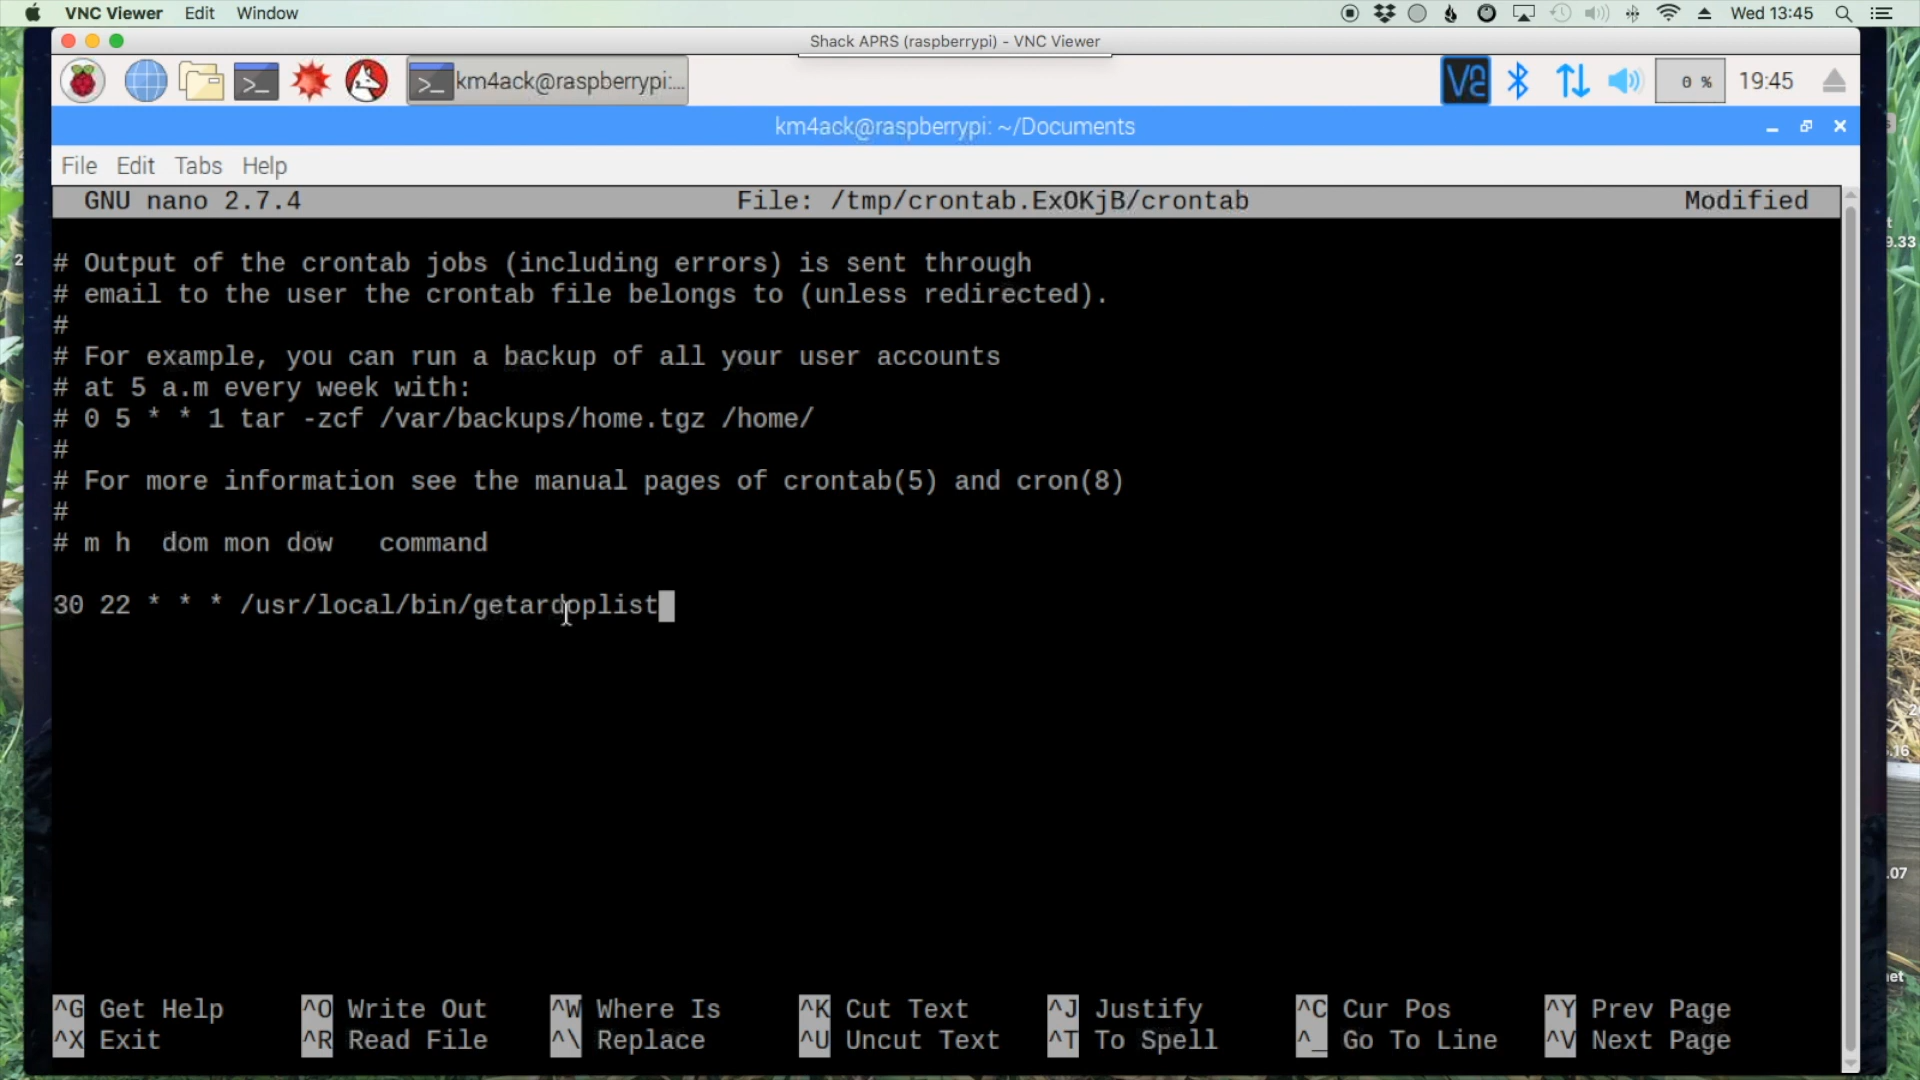 VNC Viewer Edit Window Wed 13:45
Shack APRS (raspberrypi) - VNC Viewer
km4ack@raspberrypi:... 0 % 19:45
km4ack@raspberrypi: ~/Documents
File Edit Tabs Help
GNU nano 2.7.4 File: /tmp/crontab.ExOKjB/crontab Modified
# Output of the crontab jobs (including errors) is sent through
# email to the user the crontab file belongs to (unless redirected).
#
# For example, you can run a backup of all your user accounts
# at 5 a.m every week with:
# 0 5 * * 1 tar -zcf /var/backups/home.tgz /home/
#
# For more information see the manual pages of crontab(5) and cron(8)
#
# m h  dom mon dow   command
30 22 * * * /usr/local/bin/getardoplist
^G Get Help ^O Write Out ^W Where Is ^K Cut Text ^J Justify ^C Cur Pos ^Y Prev Page
^X Exit ^R Read File ^\ Replace ^U Uncut Text ^T To Spell ^_ Go To Line ^V Next Page